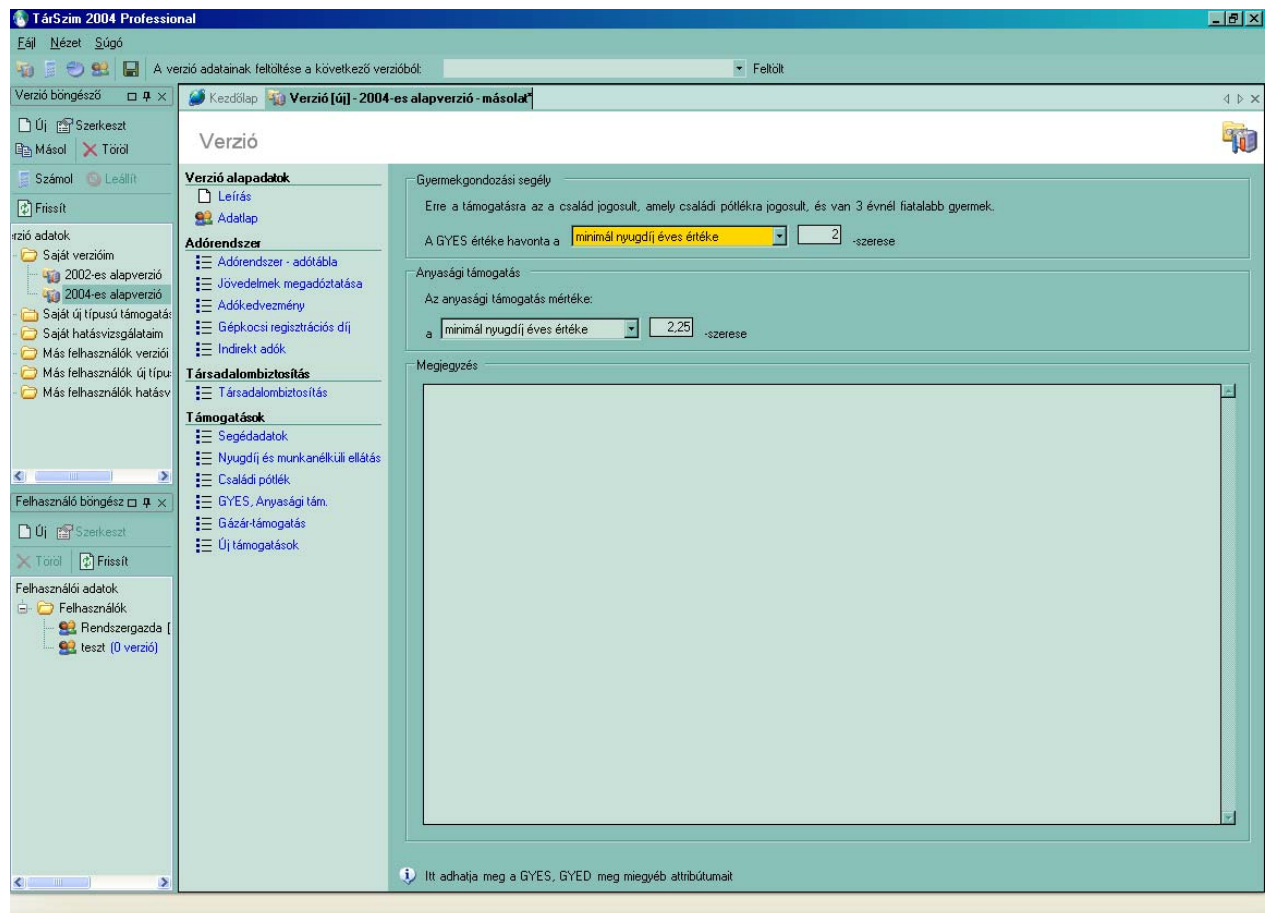 TárSzim 2004 Professional
Fájl Nézet Súgó
A verzió adatainak feltöltése a következő verzióból: Feltölt
Verzió böngésző
Új Szerkeszt
Másol Töröl
Számol Leállít
Frissít
rzió adatok
Saját verzióim
2002-es alapverzió
2004-es alapverzió
Saját új típusú támogatás
Saját hatásvizsgálataim
Más felhasználók verziói
Más felhasználók új típu:
Más felhasználók hatásv
Felhasználó böngész
Új Szerkeszt
Töröl Frissít
Felhasználói adatok
Felhasználók
Rendszergazda [
teszt (0 verzió)
Kezdőlap Verzió [új] - 2004-es alapverzió - másolat*
Verzió
Verzió alapadatok
Leírás
Adatlap
Adórendszer
Adórendszer - adótábla
Jövedelmek megadóztatása
Adókedvezmény
Gépkocsi regisztrációs díj
Indirekt adók
Társadalombiztosítás
Társadalombiztosítás
Támogatások
Segédadatok
Nyugdíj és munkanélküli ellátás
Családi pótlék
GYES, Anyasági tám.
Gázár-támogatás
Új támogatások
Gyermekgondozási segély
Erre a támogatásra az a család jogosult, amely családi pótlékra jogosult, és van 3 évnél fiatalabb gyermek.
A GYES értéke havonta a minimál nyugdíj éves értéke 2 -szerese
Anyasági támogatás
Az anyasági támogatás mértéke:
a minimál nyugdíj éves értéke 2,25 -szerese
Megjegyzés
Itt adhatja meg a GYES, GYED meg miegyéb attribútumait